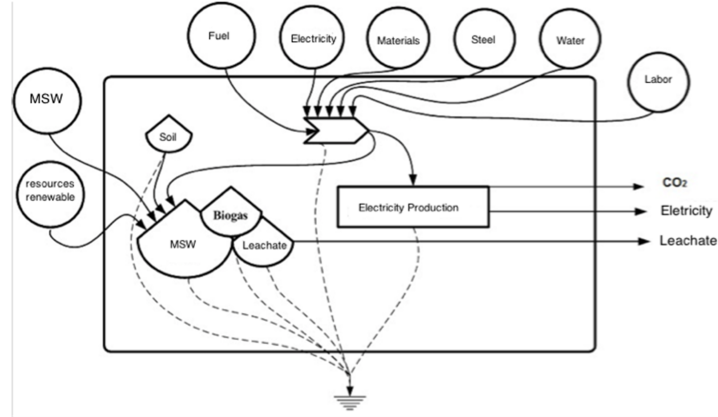 Fuel
Electricity
Materials
Steel
Water
Labor
MSW
Soil
resources
renewable
Biogas
MSW
Leachate
Electricity Production
CO₂
Eletricity
Leachate